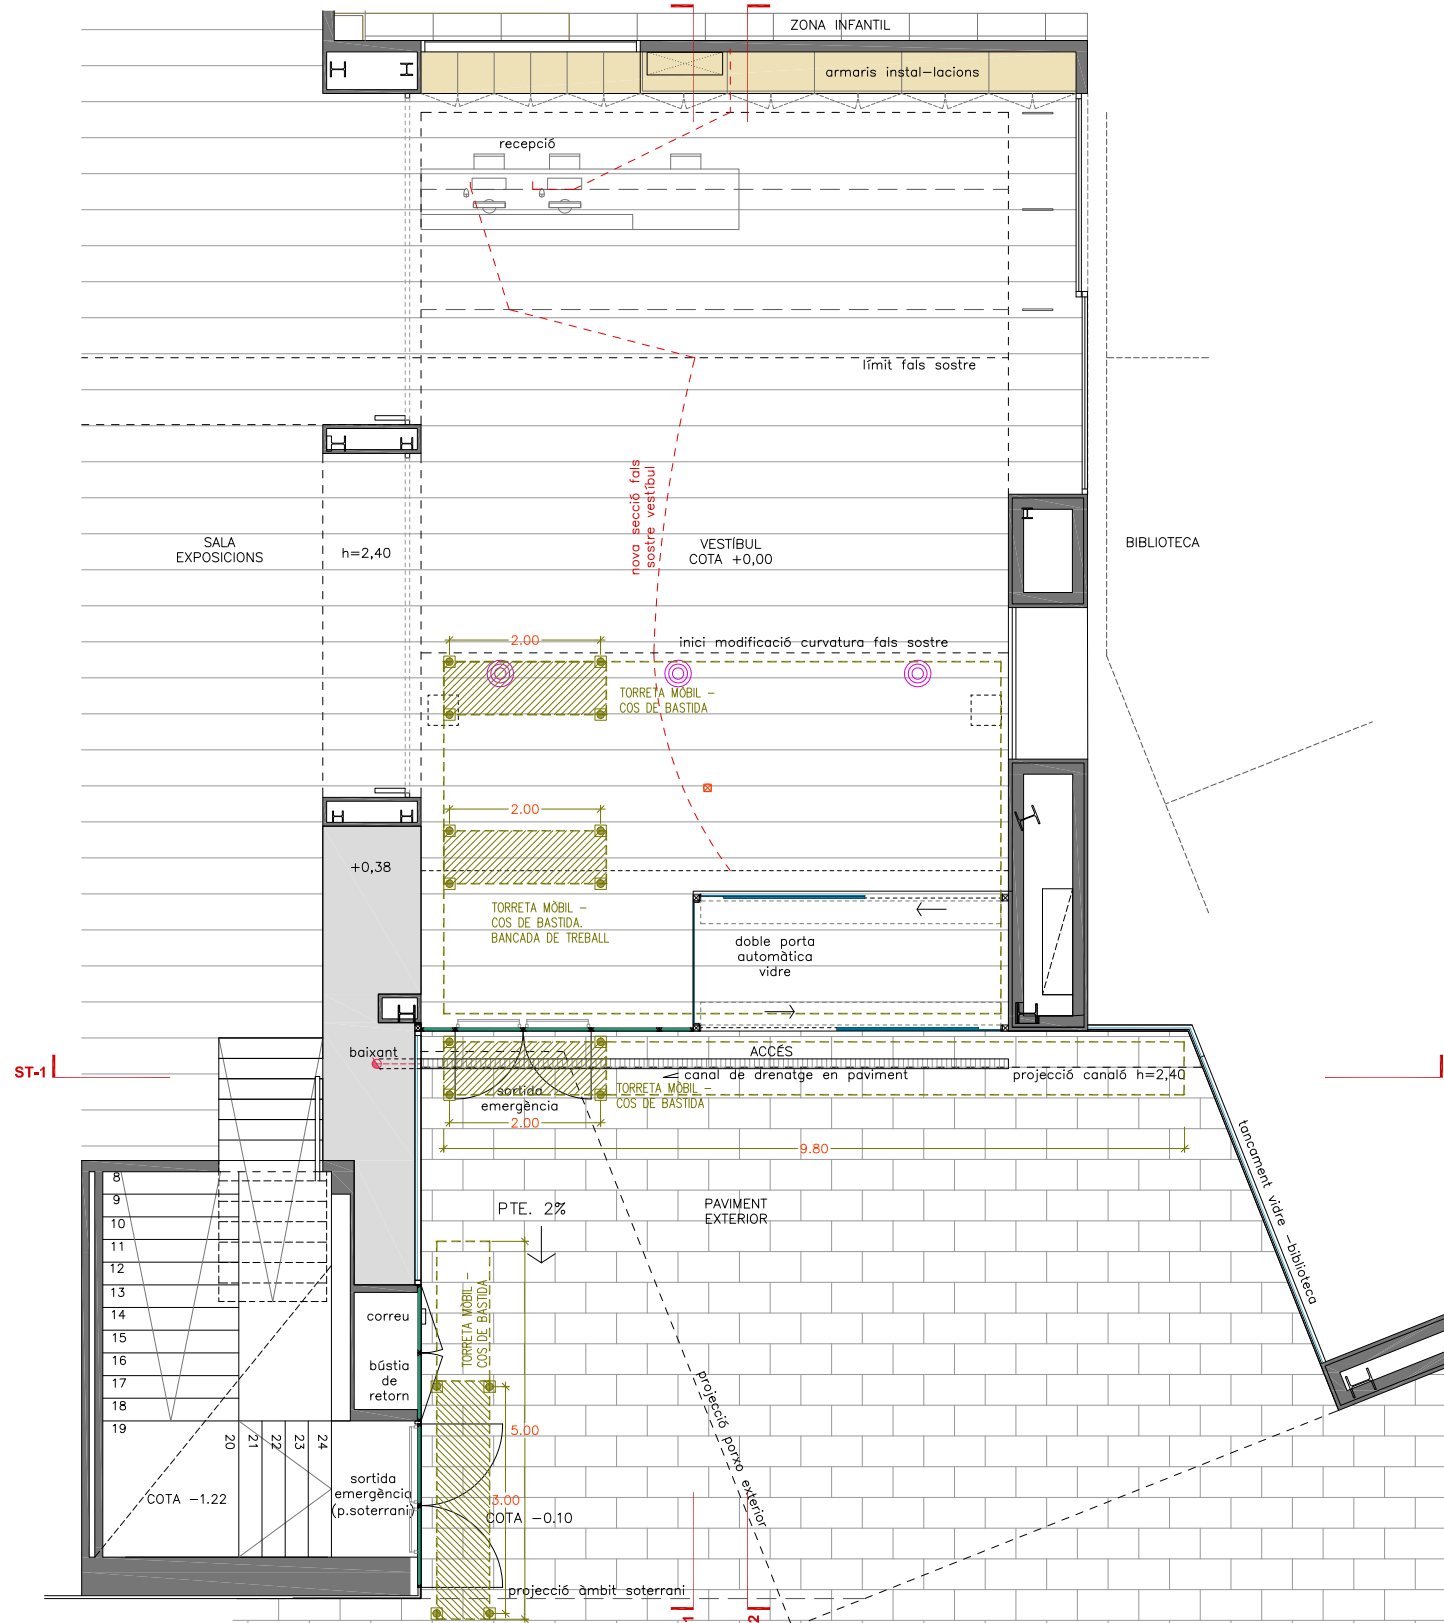 ZONA INFANTIL
armaris instal-lacions
recepció
límit fals sostre
nova secció fals
sostre vestíbul
SALA
EXPOSICIONS
h=2,40
VESTÍBUL
COTA +0,00
BIBLIOTECA
2.00
inici modificació curvatura fals sostre
TORRETA MÒBIL -
COS DE BASTIDA
2.00
+0,38
TORRETA MÒBIL -
COS DE BASTIDA.
BANCADA DE TREBALL
doble porta
automàtica
vidre
baixant
ACCÉS
ST-1
canal de drenatge en paviment
projecció canaló h=2,40
sortida
emergència
TORRETA MÒBIL -
COS DE BASTIDA
2.00
9.80
tancament vidre -biblioteca
8
9
10
11
12
13
14
15
16
17
18
19
20
21
22
23
24
PTE. 2%
PAVIMENT
EXTERIOR
TORRETA MÒBIL -
COS DE BASTIDA
correu
bústia
de
retorn
projecció porxo exterior
5.00
3.00
COTA -0.10
COTA -1.22
sortida
emergència
(p.soterrani)
projecció àmbit soterrani
1
2